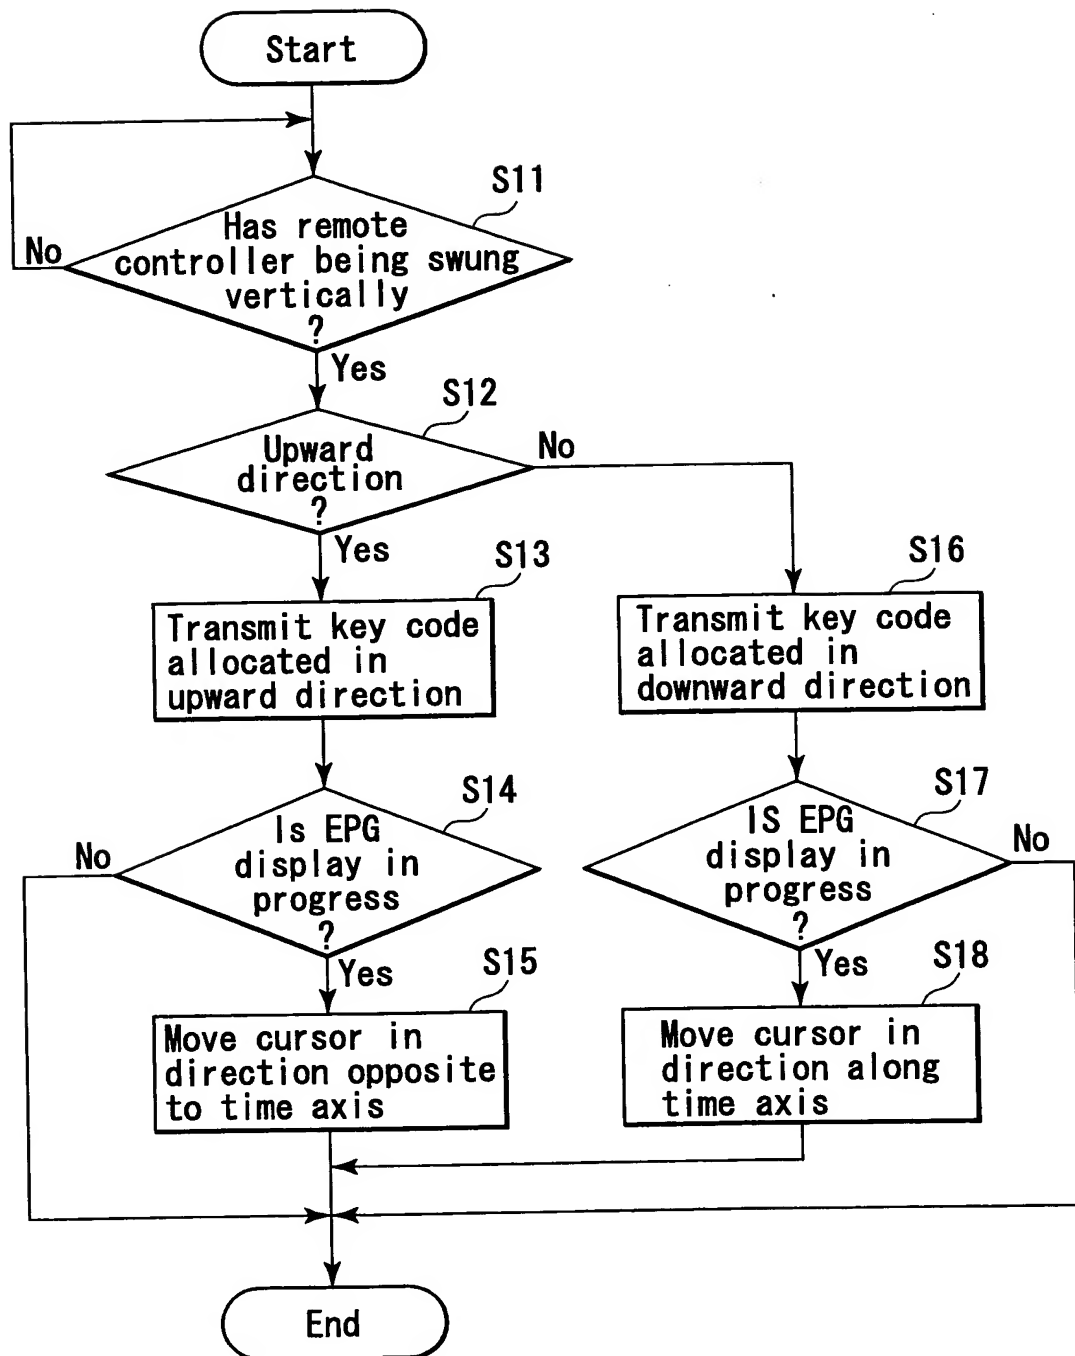 Start
S11
Has remote
controller being swung
vertically
?
No
Yes
S12
Upward
direction
?
No
Yes
S13
Transmit key code
allocated in
upward direction
S16
Transmit key code
allocated in
downward direction
S14
Is EPG
display in
progress
?
No
Yes
S17
IS EPG
display in
progress
?
No
Yes
S15
Move cursor in
direction opposite
to time axis
S18
Move cursor in
direction along
time axis
End